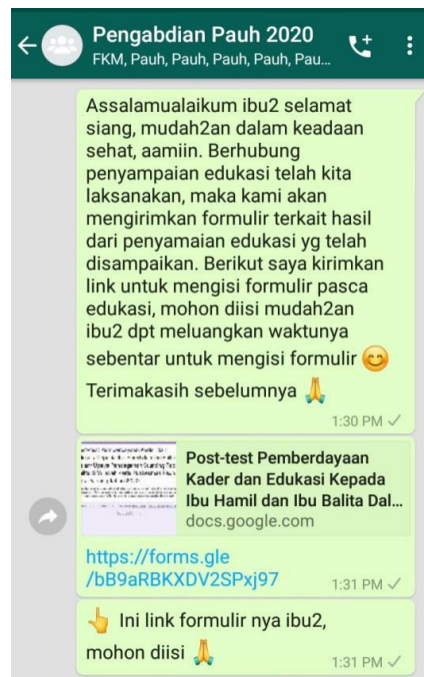 Pengabdian Pauh 2020
FKM, Pauh, Pauh, Pauh, Pauh, Pau...
Assalamualaikum ibu2 selamat
siang, mudah2an dalam keadaan
sehat, aamiin. Berhubung
penyampaian edukasi telah kita
laksanakan, maka kami akan
mengirimkan formulir terkait hasil
dari penyamaian edukasi yg telah
disampaikan. Berikut saya kirimkan
link untuk mengisi formulir pasca
edukasi, mohon diisi mudah2an
ibu2 dpt meluangkan waktunya
sebentar untuk mengisi formulir 😊
Terimakasih sebelumnya 🙏
1:30 PM
Post-test Pemberdayaan
Kader dan Edukasi Kepada
Ibu Hamil dan Ibu Balita Dal...
docs.google.com
https://forms.gle
/bB9aRBKXDV2SPxj97
1:31 PM
👆 Ini link formulir nya ibu2,
mohon diisi 🙏
1:31 PM